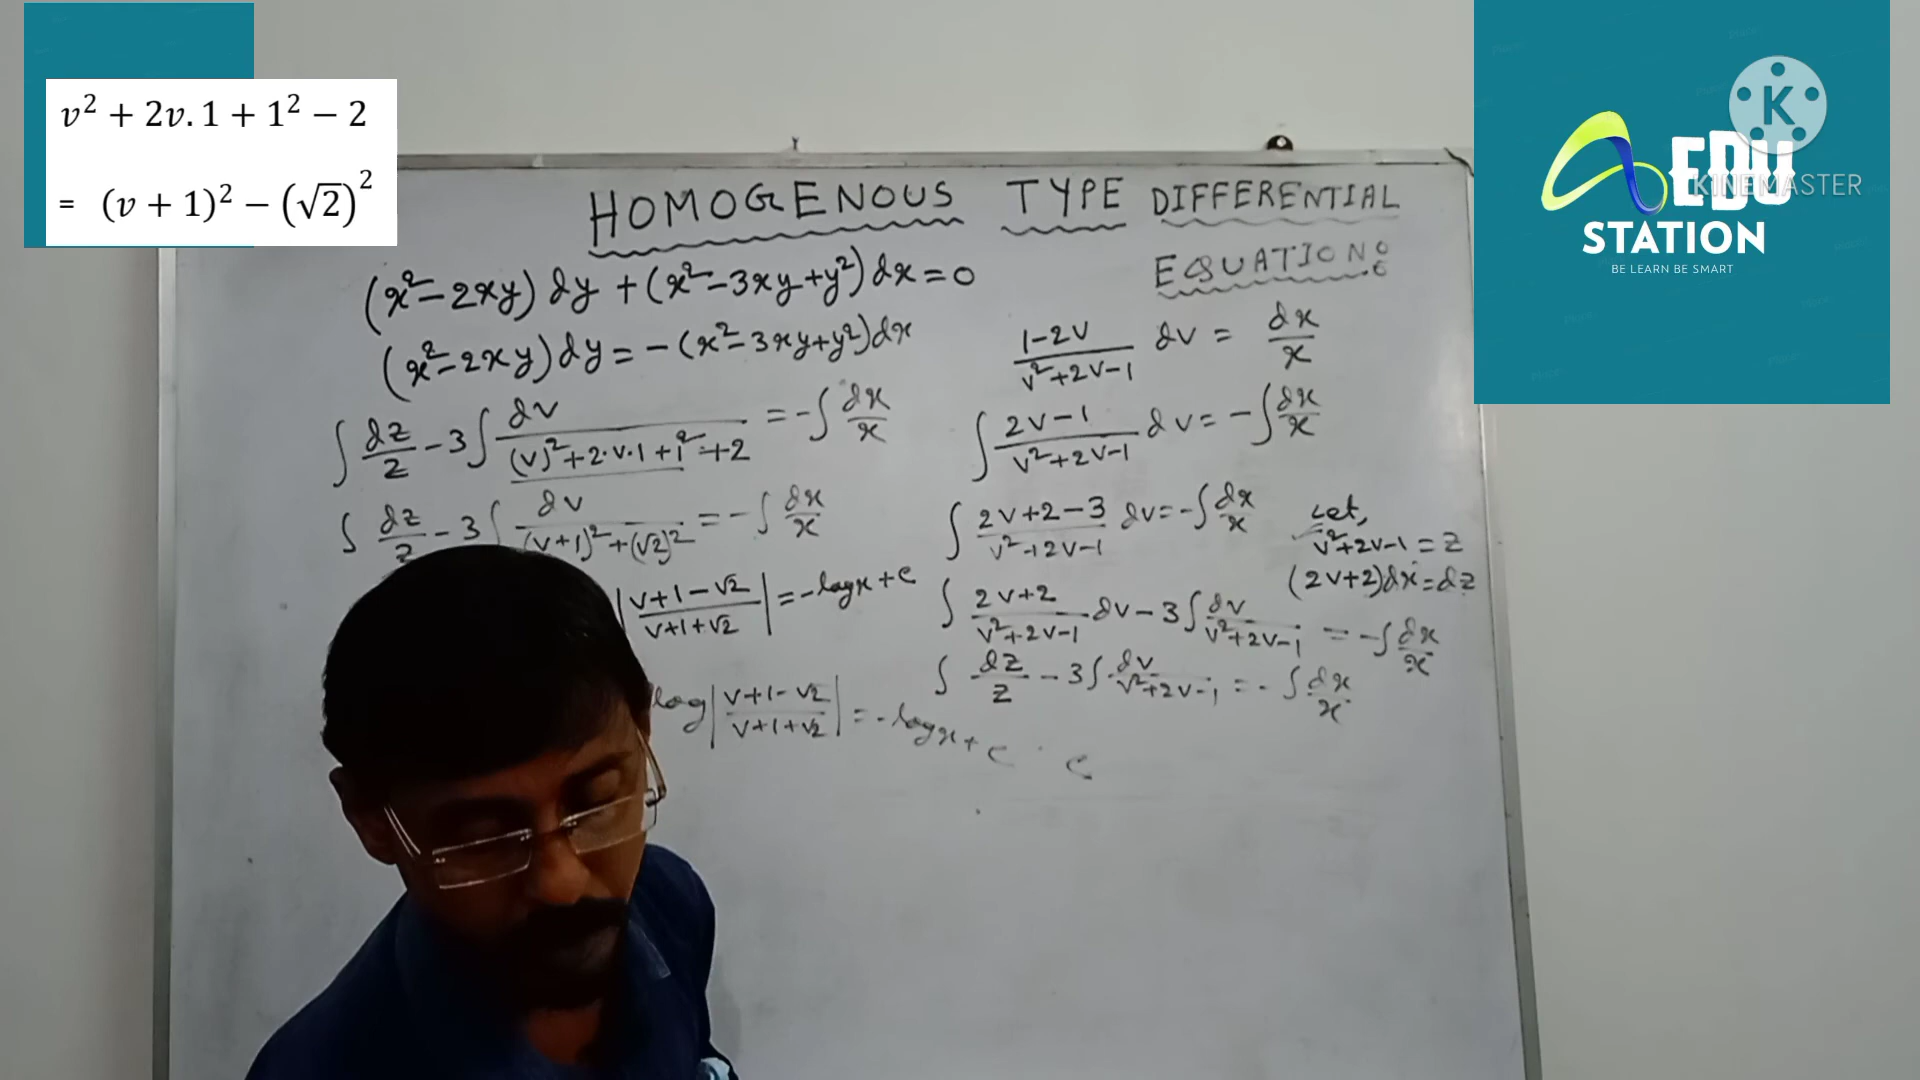 v² + 2v. 1 + 1² − 2
= (v + 1)² − (√2)²
EDU
STATION
BE LEARN BE SMART
K
KINEMASTER
HOMOGENOUS TYPE DIFFERENTIAL
EQUATION
(x²-2xy) dy + (x²-3xy+y²) dx = 0
(x²-2xy) dy = -(x²-3xy+y²)dx
∫ dz/z - 3∫ dv/((v)²+2·v·1+1²+2) = -∫ dx/x
∫ dz/z - 3∫ dv/((v+1)²+(√2)²) = -∫ dx/x
|(v+1-√2)/(v+1+√2)| = -logx+c
log|(v+1-√2)/(v+1+√2)| = -logx+c
c
(1-2v)/(v²+2v-1) dv = dx/x
∫ (2v-1)/(v²+2v-1) dv = -∫ dx/x
∫ (2v+2-3)/(v²+2v-1) dv = -∫ dx/x
Let,
v²+2v-1 = z
(2v+2)dx = dz
∫ (2v+2)/(v²+2v-1) dv - 3∫ dv/(v²+2v-1) = -∫ dx/x
∫ dz/z - 3∫ dv/(v²+2v-1) = -∫ dx/x